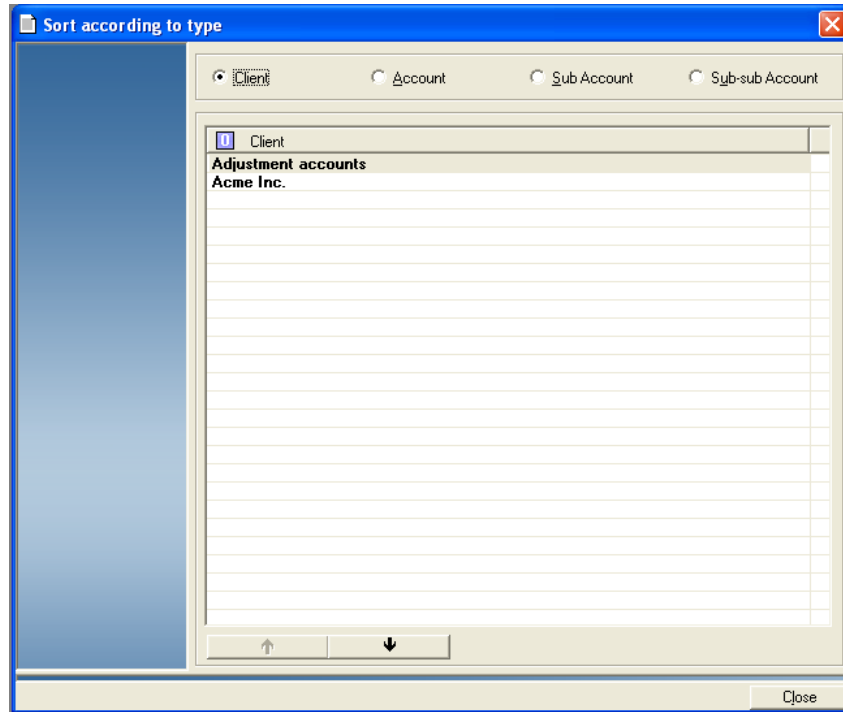 Sort according to type
Client Account Sub Account Sub-sub Account
Client
Adjustment accounts
Acme Inc.
Close